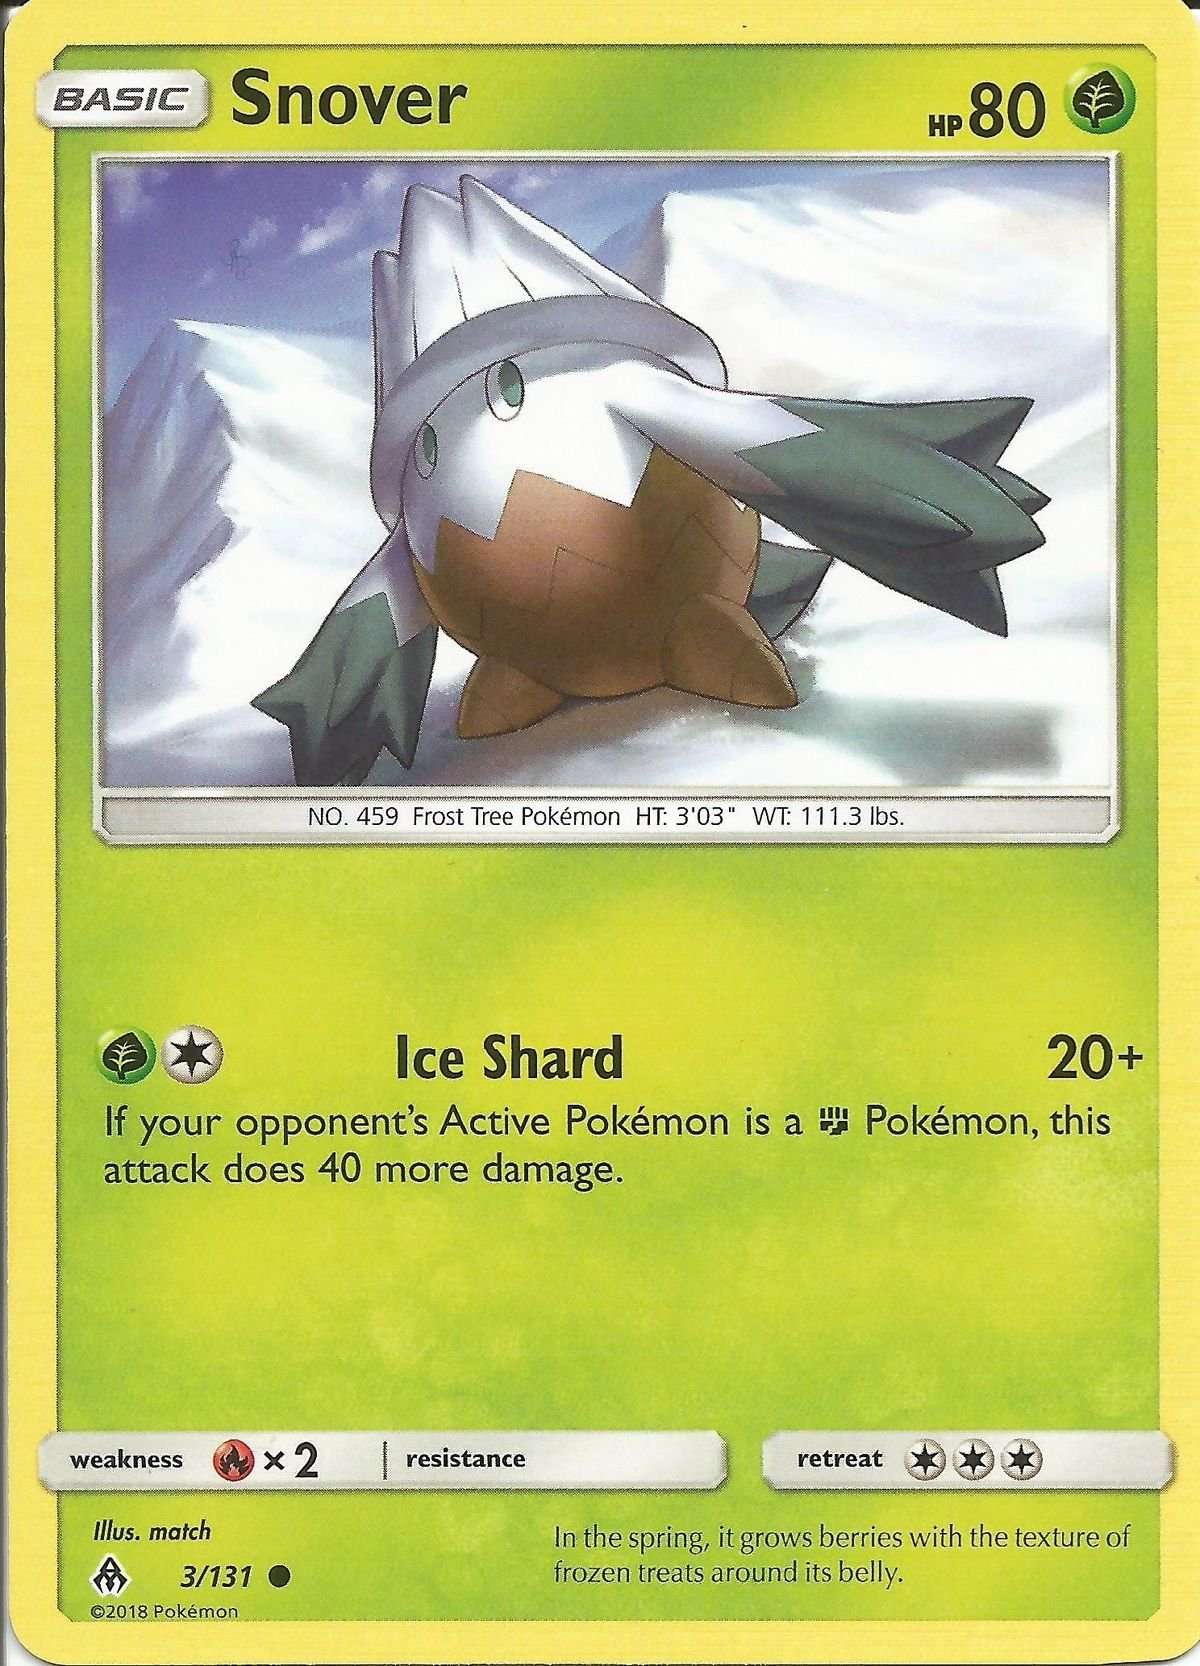 BASIC Snover HP 80
NO. 459 Frost Tree Pokémon HT: 3'03" WT: 111.3 lbs.
Ice Shard 20+
If your opponent's Active Pokémon is a Pokémon, this
attack does 40 more damage.
weakness × 2 resistance retreat
Illus. match
3/131
©2018 Pokémon
In the spring, it grows berries with the texture of
frozen treats around its belly.